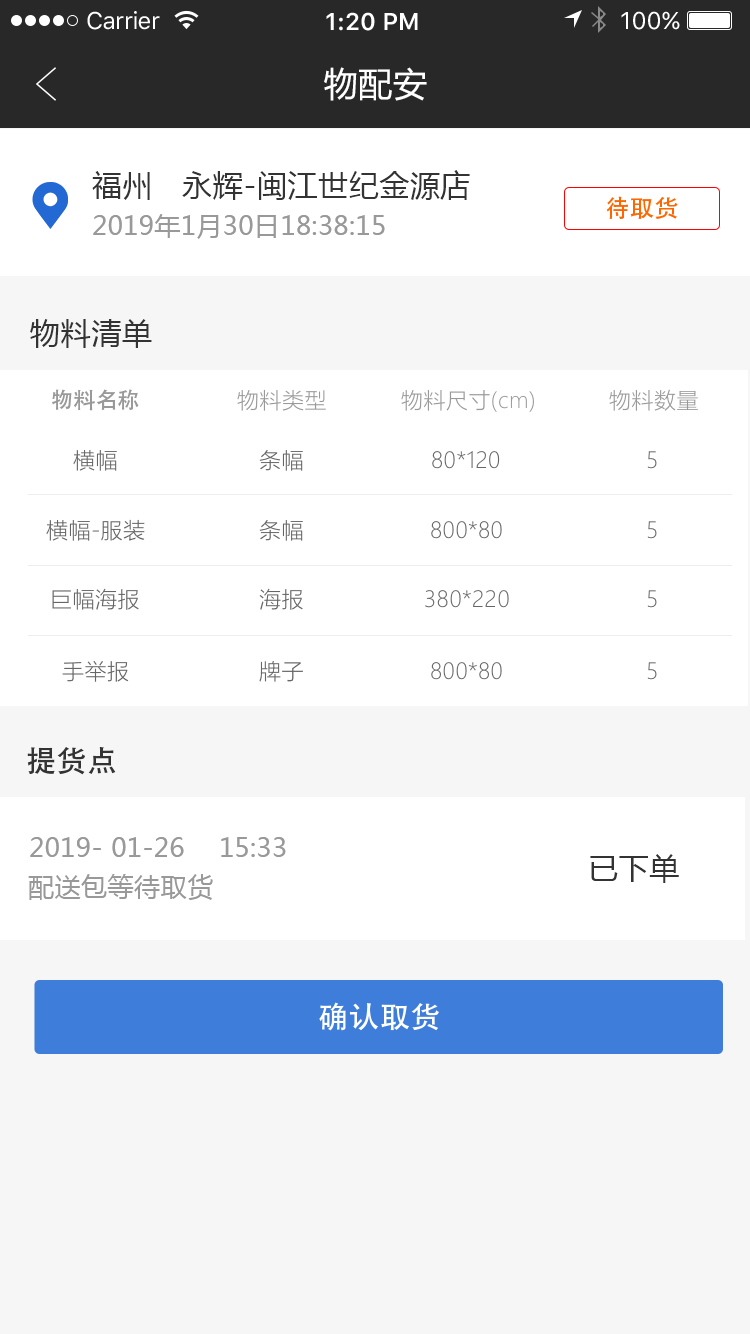 Carrier 1:20 PM 100%
物配安
福州 永辉-闽江世纪金源店
2019年1月30日18:38:15
待取货
物料清单
物料名称 物料类型 物料尺寸(cm) 物料数量
横幅 条幅 80*120 5
横幅-服装 条幅 800*80 5
巨幅海报 海报 380*220 5
手举报 牌子 800*80 5
提货点
2019- 01-26 15:33
配送包等待取货
已下单
确认取货